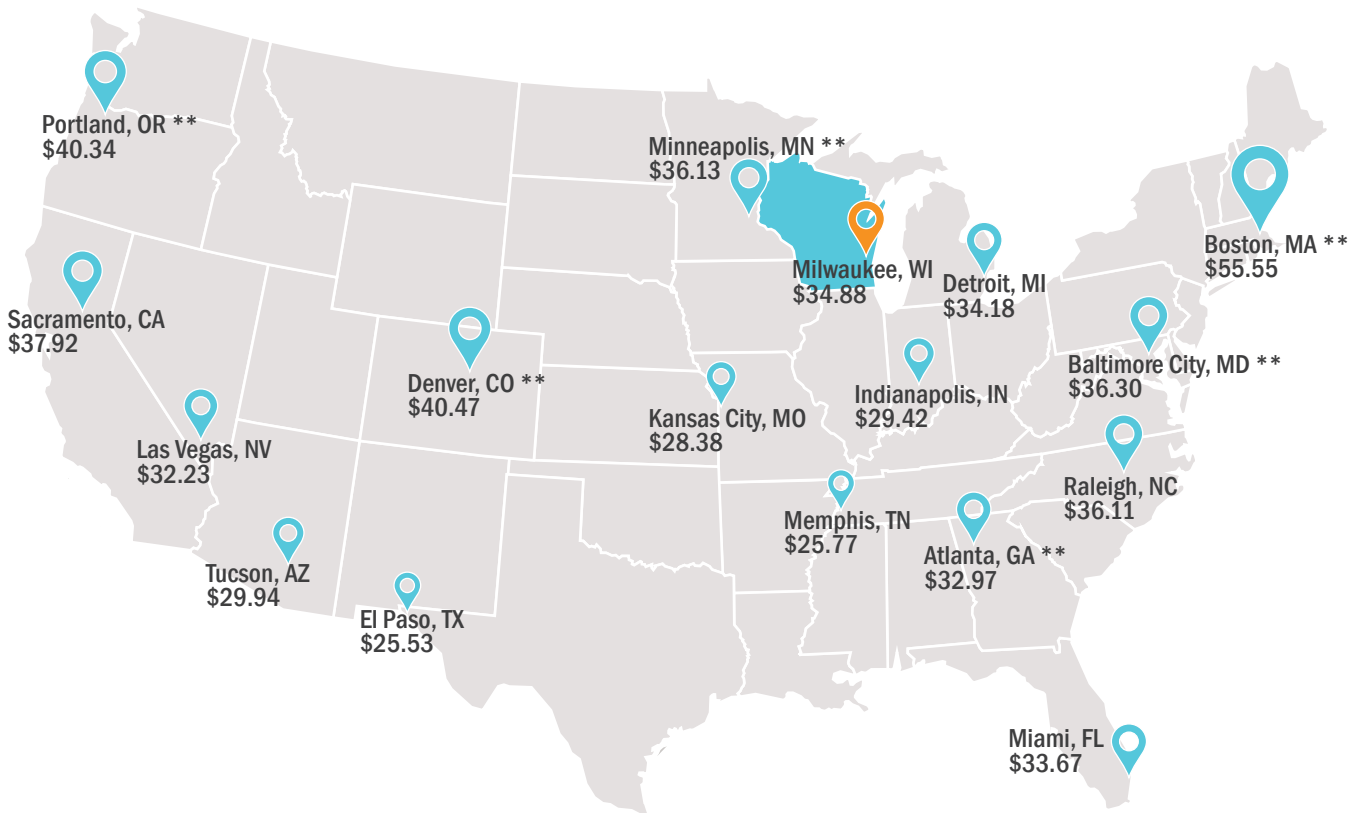 Portland, OR **
$40.34
Minneapolis, MN **
$36.13
Boston, MA **
$55.55
Milwaukee, WI
$34.88
Detroit, MI
$34.18
Sacramento, CA
$37.92
Baltimore City, MD **
$36.30
Denver, CO **
$40.47
Indianapolis, IN
$29.42
Kansas City, MO
$28.38
Las Vegas, NV
$32.23
Raleigh, NC
$36.11
Memphis, TN
$25.77
Atlanta, GA **
$32.97
Tucson, AZ
$29.94
El Paso, TX
$25.53
Miami, FL
$33.67